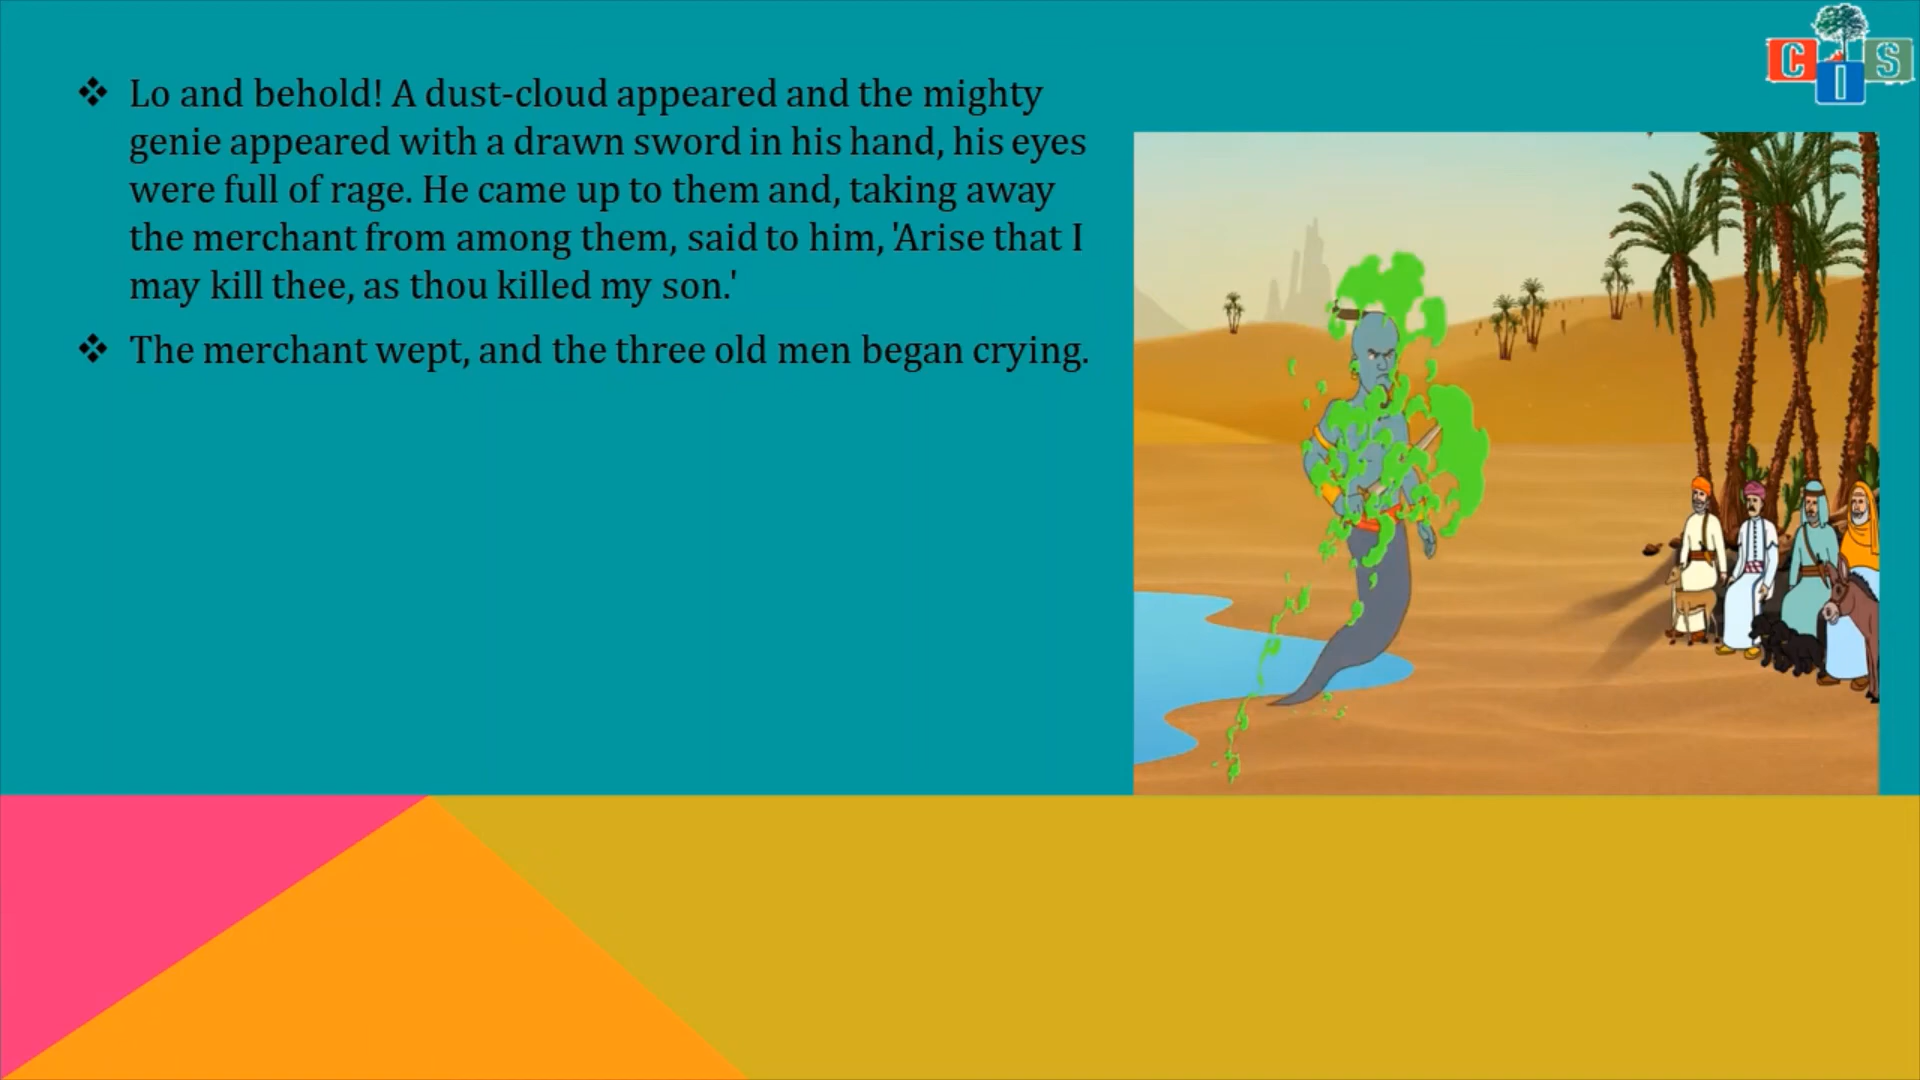 C I S
❖ Lo and behold! A dust-cloud appeared and the mighty
genie appeared with a drawn sword in his hand, his eyes
were full of rage. He came up to them and, taking away
the merchant from among them, said to him, 'Arise that I
may kill thee, as thou killed my son.'
❖ The merchant wept, and the three old men began crying.